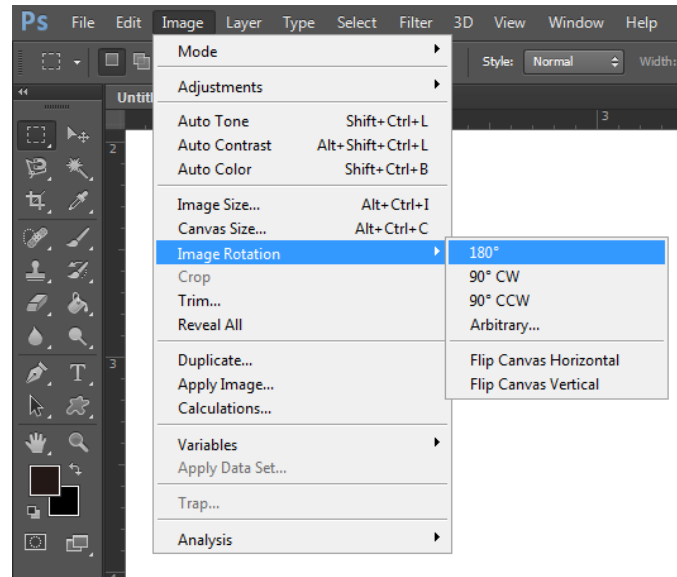 Ps File Edit Image Layer Type Select Filter 3D View Window Help
Style: Normal Width:
Untitl
Mode
Adjustments
Auto Tone Shift+Ctrl+L
Auto Contrast Alt+Shift+Ctrl+L
Auto Color Shift+Ctrl+B
Image Size... Alt+Ctrl+I
Canvas Size... Alt+Ctrl+C
Image Rotation
Crop
Trim...
Reveal All
Duplicate...
Apply Image...
Calculations...
Variables
Apply Data Set...
Trap...
Analysis
180°
90° CW
90° CCW
Arbitrary...
Flip Canvas Horizontal
Flip Canvas Vertical
3
2
3
T